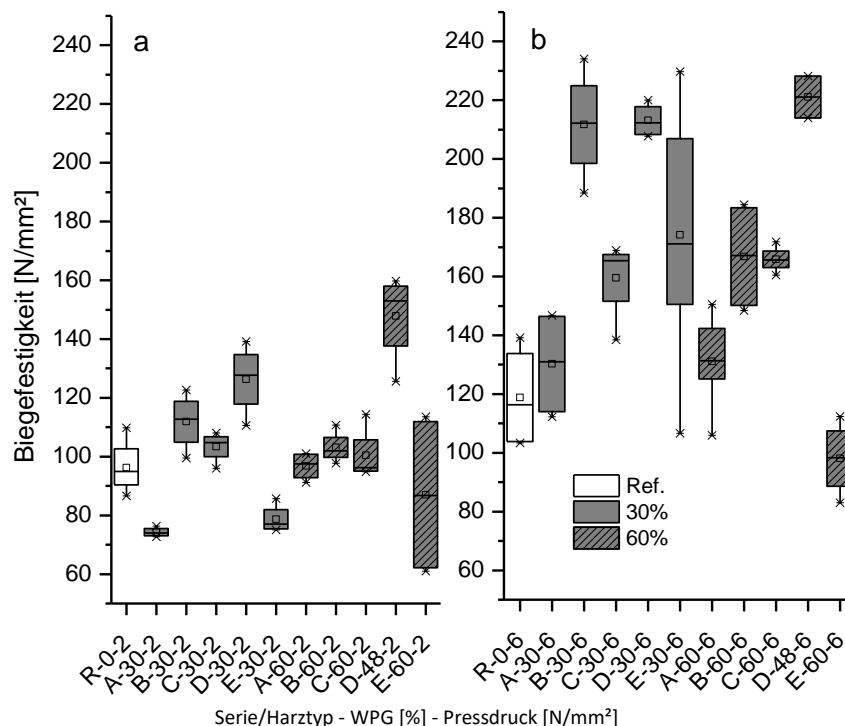 a
240
220
200
180
160
140
120
100
80
60
Biegefestigkeit [N/mm²]
R-0-2
A-30-2
B-30-2
C-30-2
D-30-2
E-30-2
A-60-2
B-60-2
C-60-2
D-48-2
E-60-2
b
240
220
200
180
160
140
120
100
80
60
Ref.
30%
60%
R-0-6
A-30-6
B-30-6
C-30-6
D-30-6
E-30-6
A-60-6
B-60-6
C-60-6
D-48-6
E-60-6
Serie/Harztyp - WPG [%] - Pressdruck [N/mm²]